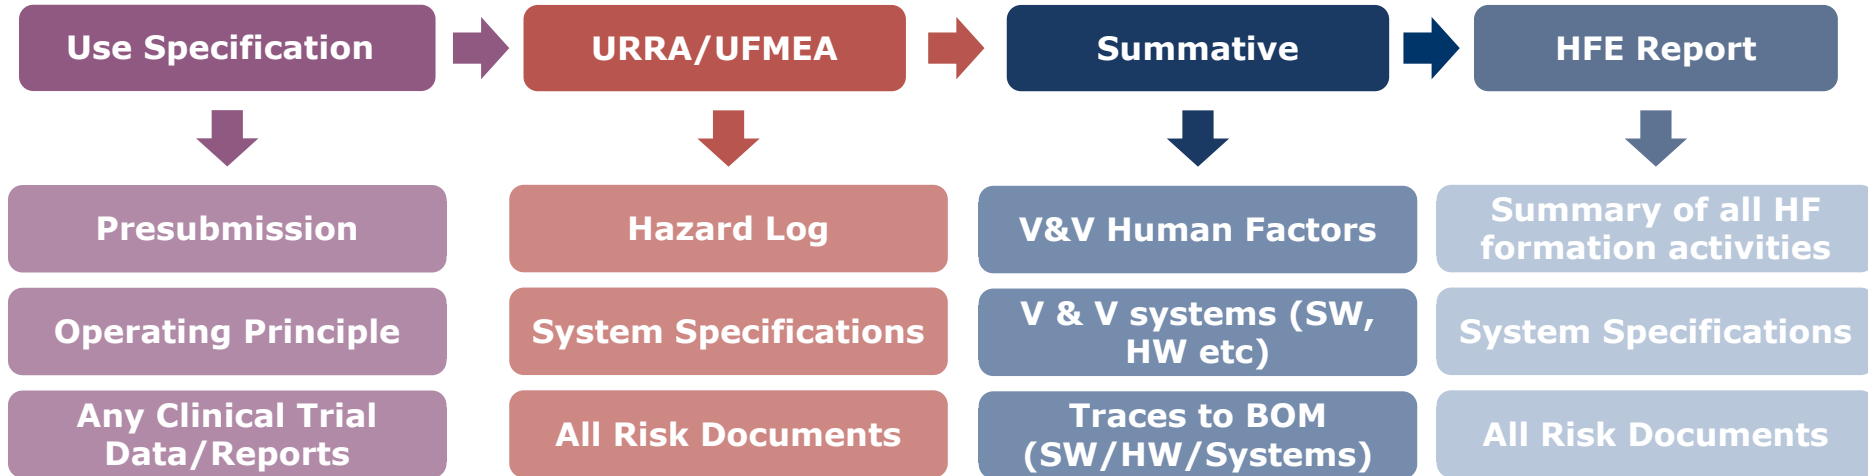 Use Specification
URRA/UFMEA
Summative
HFE Report
Presubmission
Hazard Log
V&V Human Factors
Summary of all HF
formation activities
Operating Principle
System Specifications
V & V systems (SW,
HW etc)
System Specifications
Any Clinical Trial
Data/Reports
All Risk Documents
Traces to BOM
(SW/HW/Systems)
All Risk Documents